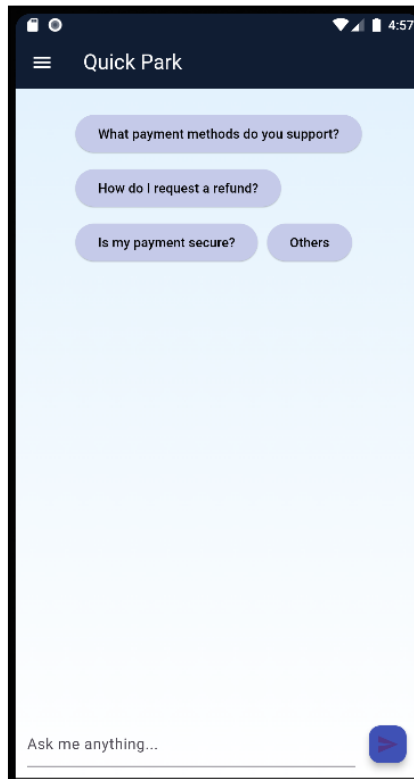 4:57
Quick Park
What payment methods do you support?
How do I request a refund?
Is my payment secure? Others
Ask me anything...